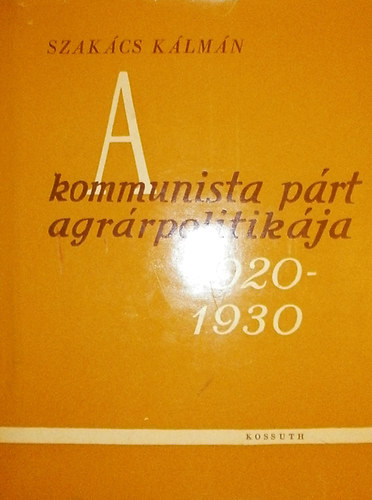 SZAKÁCS KÁLMÁN
A
kommunista párt
agrárpolitikája
1920-
1930
KOSSUTH